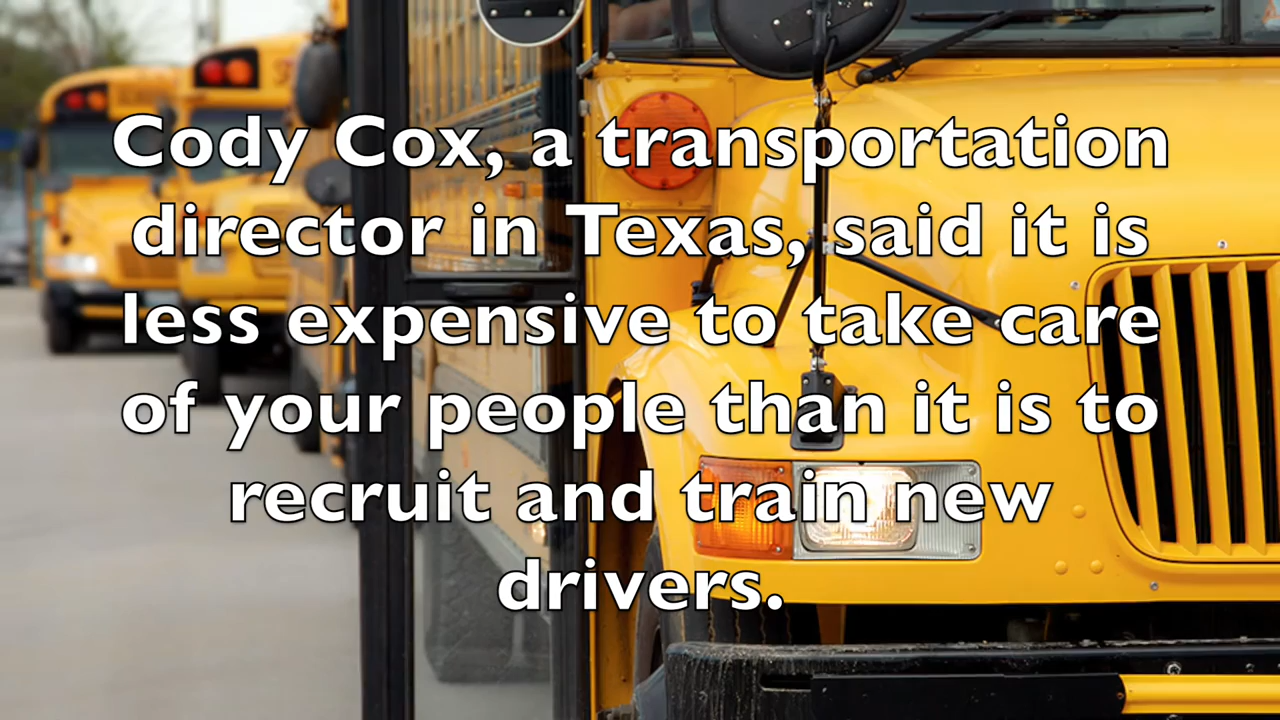 Cody Cox, a transportation
director in Texas, said it is
less expensive to take care
of your people than it is to
recruit and train new
drivers.